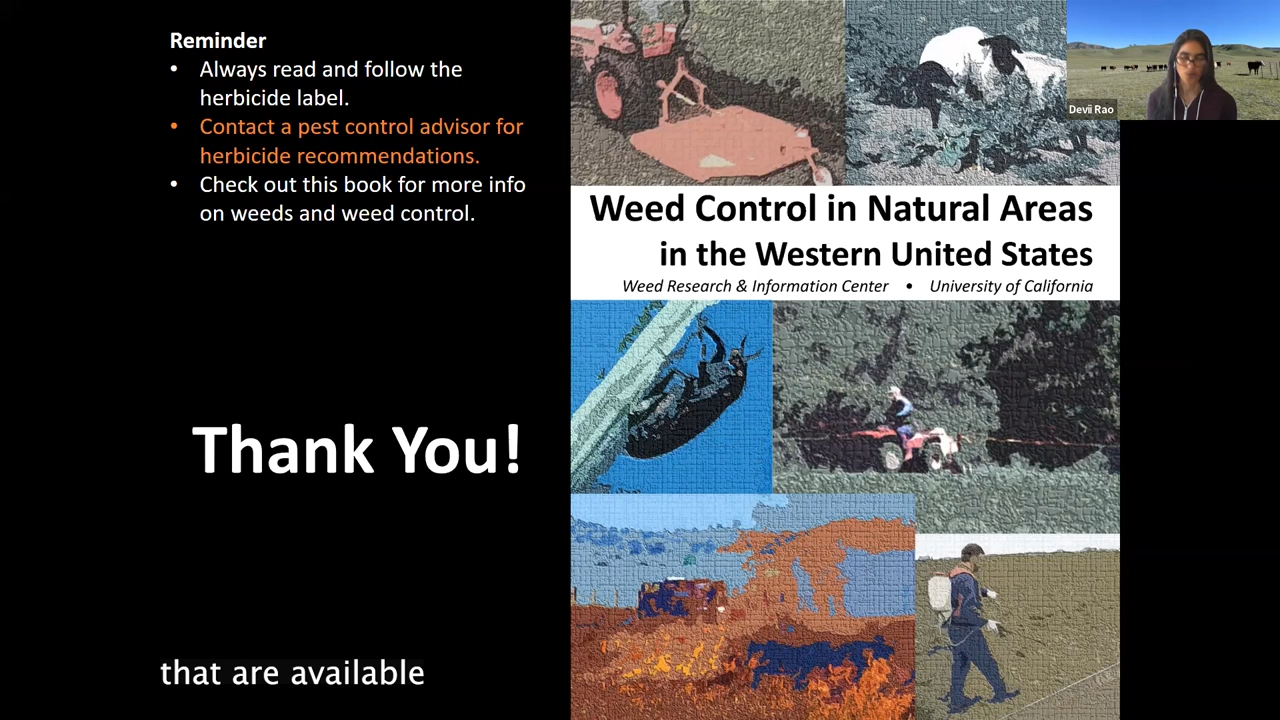 Reminder
• Always read and follow the
herbicide label.
• Contact a pest control advisor for
herbicide recommendations.
• Check out this book for more info
on weeds and weed control.
Thank You!
that are available
Weed Control in Natural Areas
in the Western United States
Weed Research & Information Center • University of California
Devii Rao